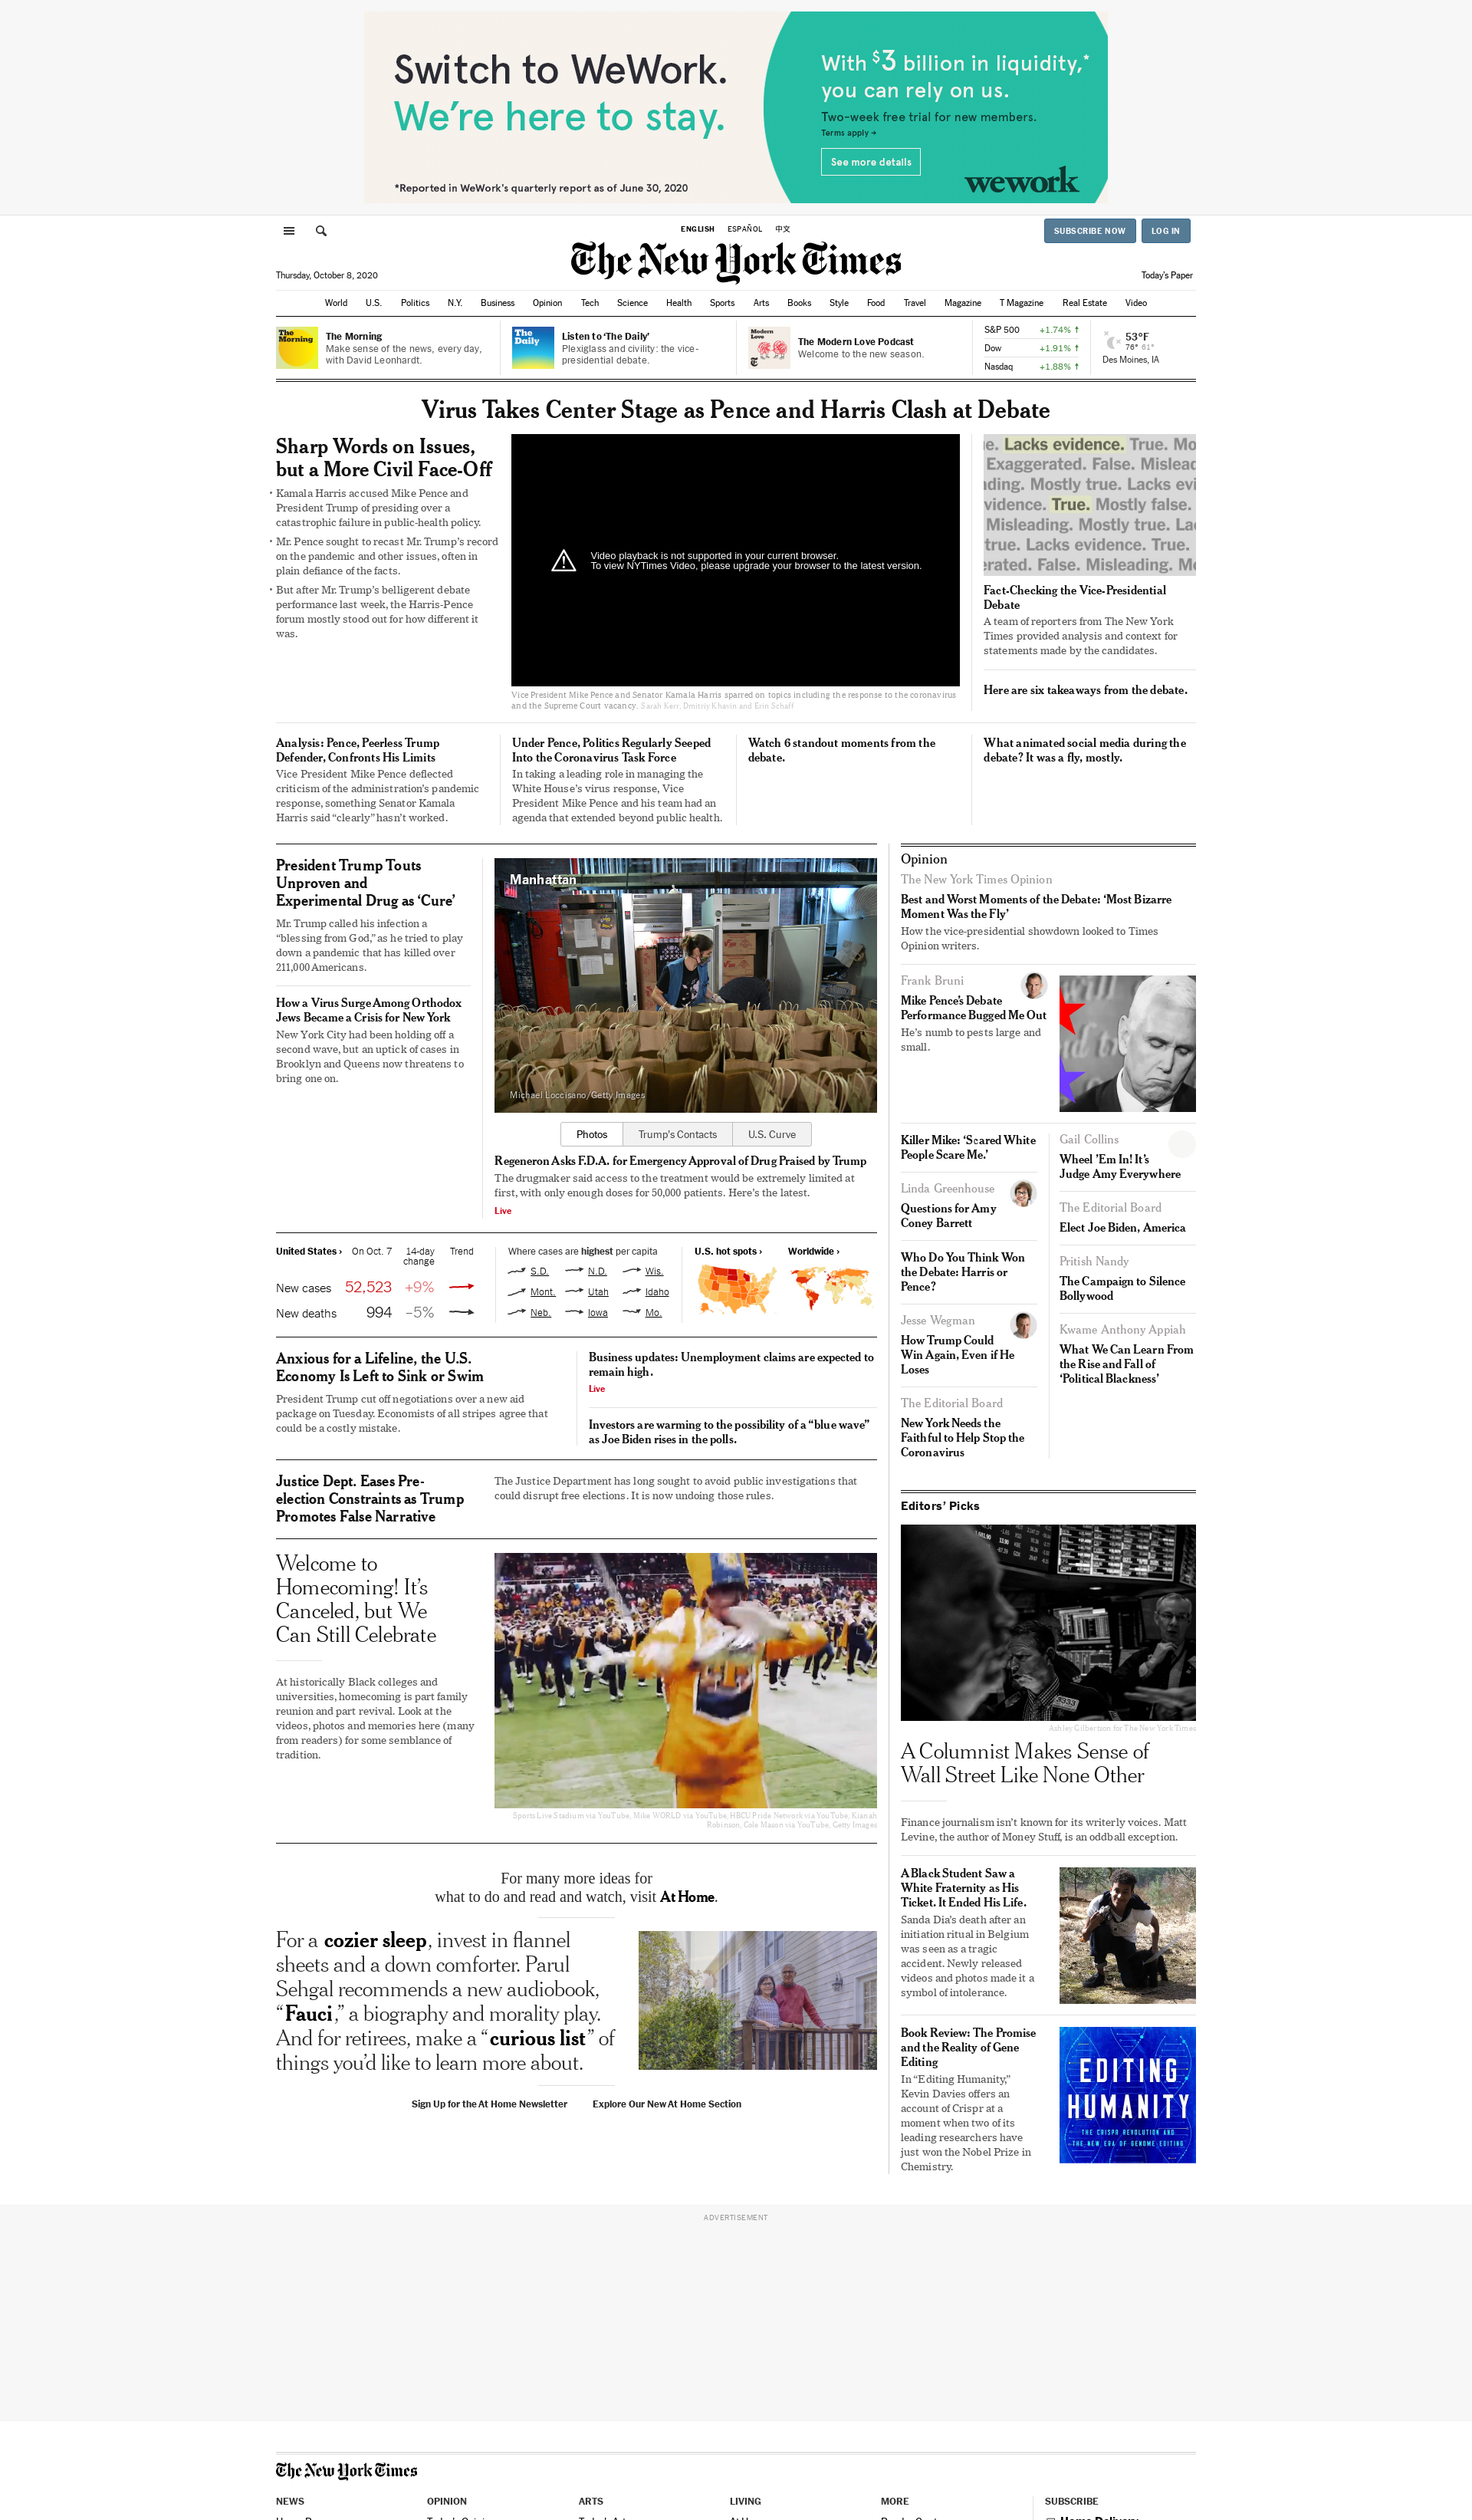 Switch to WeWork.
We're here to stay.
*Reported in WeWork's quarterly report as of June 30, 2020
With $3 billion in liquidity,*
you can rely on us.
Two-week free trial for new members.
Terms apply →
See more details
wework
ENGLISH ESPAÑOL 中文
SUBSCRIBE NOW LOG IN
The New York Times
Thursday, October 8, 2020
Today's Paper
World U.S. Politics N.Y. Business Opinion Tech Science Health Sports Arts Books Style Food Travel Magazine T Magazine Real Estate Video
The Morning
The Morning
Make sense of the news, every day,
with David Leonhardt.
The Daily
Listen to ‘The Daily’
Plexiglass and civility: the vice-
presidential debate.
Modern Love
The Modern Love Podcast
Welcome to the new season.
S&P 500 +1.74% ↑
Dow +1.91% ↑
Nasdaq +1.88% ↑
53°F
76° 61°
Des Moines, IA
Virus Takes Center Stage as Pence and Harris Clash at Debate
Sharp Words on Issues,
but a More Civil Face-Off
• Kamala Harris accused Mike Pence and
President Trump of presiding over a
catastrophic failure in public-health policy.
• Mr. Pence sought to recast Mr. Trump’s record
on the pandemic and other issues, often in
plain defiance of the facts.
• But after Mr. Trump’s belligerent debate
performance last week, the Harris-Pence
forum mostly stood out for how different it
was.
Video playback is not supported in your current browser.
To view NYTimes Video, please upgrade your browser to the latest version.
Vice President Mike Pence and Senator Kamala Harris sparred on topics including the response to the coronavirus
and the Supreme Court vacancy. Sarah Kerr, Dmitriy Khavin and Erin Schaff
e. Lacks evidence. True. Mo
Exaggerated. False. Mislead
ding. Mostly true. Lacks evi
vidence. True. Mostly false.
Misleading. Mostly true. Lac
true. Lacks evidence. True.
erated. False. Misleading. Mo
Fact-Checking the Vice-Presidential
Debate
A team of reporters from The New York
Times provided analysis and context for
statements made by the candidates.
Here are six takeaways from the debate.
Analysis: Pence, Peerless Trump
Defender, Confronts His Limits
Vice President Mike Pence deflected
criticism of the administration’s pandemic
response, something Senator Kamala
Harris said “clearly” hasn’t worked.
Under Pence, Politics Regularly Seeped
Into the Coronavirus Task Force
In taking a leading role in managing the
White House’s virus response, Vice
President Mike Pence and his team had an
agenda that extended beyond public health.
Watch 6 standout moments from the
debate.
What animated social media during the
debate? It was a fly, mostly.
President Trump Touts
Unproven and
Experimental Drug as ‘Cure’
Mr. Trump called his infection a
“blessing from God,” as he tried to play
down a pandemic that has killed over
211,000 Americans.
How a Virus Surge Among Orthodox
Jews Became a Crisis for New York
New York City had been holding off a
second wave, but an uptick of cases in
Brooklyn and Queens now threatens to
bring one on.
Manhattan
Michael Loccisano/Getty Images
Photos Trump's Contacts U.S. Curve
Regeneron Asks F.D.A. for Emergency Approval of Drug Praised by Trump
The drugmaker said access to the treatment would be extremely limited at
first, with only enough doses for 50,000 patients. Here’s the latest.
Live
United States › On Oct. 7 14-day change Trend
New cases 52,523 +9%
New deaths 994 –5%
Where cases are highest per capita
S.D. N.D. Wis.
Mont. Utah Idaho
Neb. Iowa Mo.
U.S. hot spots › Worldwide ›
Anxious for a Lifeline, the U.S.
Economy Is Left to Sink or Swim
President Trump cut off negotiations over a new aid
package on Tuesday. Economists of all stripes agree that
could be a costly mistake.
Business updates: Unemployment claims are expected to
remain high.
Live
Investors are warming to the possibility of a “blue wave”
as Joe Biden rises in the polls.
Justice Dept. Eases Pre-
election Constraints as Trump
Promotes False Narrative
The Justice Department has long sought to avoid public investigations that
could disrupt free elections. It is now undoing those rules.
Welcome to
Homecoming! It’s
Canceled, but We
Can Still Celebrate
At historically Black colleges and
universities, homecoming is part family
reunion and part revival. Look at the
videos, photos and memories here (many
from readers) for some semblance of
tradition.
Sports Live Stadium via YouTube, Mike WORLD via YouTube, HBCU Pride Network via YouTube, Kianah
Robinson, Cole Mason via YouTube, Getty Images
For many more ideas for
what to do and read and watch, visit At Home.
For a cozier sleep, invest in flannel
sheets and a down comforter. Parul
Sehgal recommends a new audiobook,
“Fauci,” a biography and morality play.
And for retirees, make a “curious list” of
things you’d like to learn more about.
Sign Up for the At Home Newsletter Explore Our New At Home Section
Opinion
The New York Times Opinion
Best and Worst Moments of the Debate: ‘Most Bizarre
Moment Was the Fly’
How the vice-presidential showdown looked to Times
Opinion writers.
Frank Bruni
Mike Pence’s Debate
Performance Bugged Me Out
He’s numb to pests large and
small.
Killer Mike: ‘Scared White
People Scare Me.’
Linda Greenhouse
Questions for Amy
Coney Barrett
Who Do You Think Won
the Debate: Harris or
Pence?
Jesse Wegman
How Trump Could
Win Again, Even if He
Loses
The Editorial Board
New York Needs the
Faithful to Help Stop the
Coronavirus
Gail Collins
Wheel ’Em In! It’s
Judge Amy Everywhere
The Editorial Board
Elect Joe Biden, America
Pritish Nandy
The Campaign to Silence
Bollywood
Kwame Anthony Appiah
What We Can Learn From
the Rise and Fall of
‘Political Blackness’
Editors’ Picks
Ashley Gilbertson for The New York Times
A Columnist Makes Sense of
Wall Street Like None Other
Finance journalism isn’t known for its writerly voices. Matt
Levine, the author of Money Stuff, is an oddball exception.
A Black Student Saw a
White Fraternity as His
Ticket. It Ended His Life.
Sanda Dia’s death after an
initiation ritual in Belgium
was seen as a tragic
accident. Newly released
videos and photos made it a
symbol of intolerance.
Book Review: The Promise
and the Reality of Gene
Editing
In “Editing Humanity,”
Kevin Davies offers an
account of Crispr at a
moment when two of its
leading researchers have
just won the Nobel Prize in
Chemistry.
EDITING
HUMANITY
THE CRISPR REVOLUTION AND
THE NEW ERA OF GENOME EDITING
ADVERTISEMENT
The New York Times
NEWS OPINION ARTS LIVING MORE SUBSCRIBE